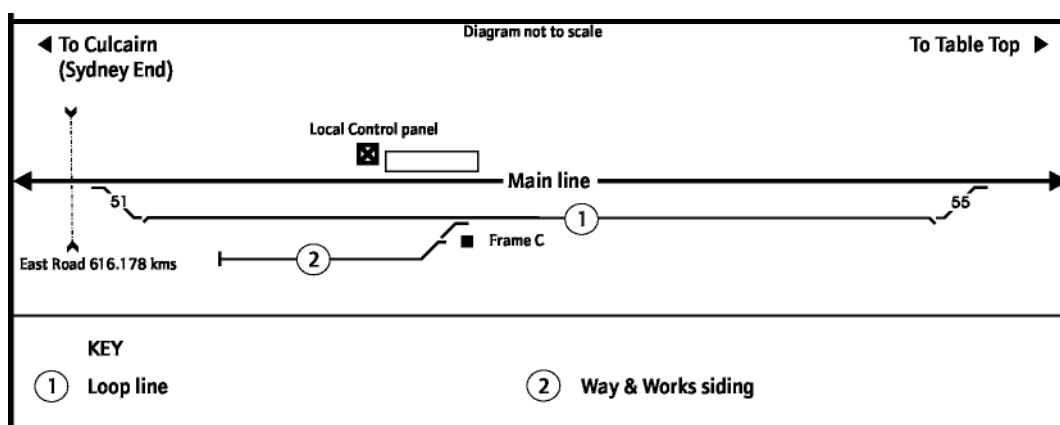 Diagram not to scale
◀ To Culcairn
(Sydney End)
To Table Top ▶
Local Control panel
Main line
51
55
1
Frame C
2
East Road 616.178 kms
KEY
1 Loop line
2 Way & Works siding